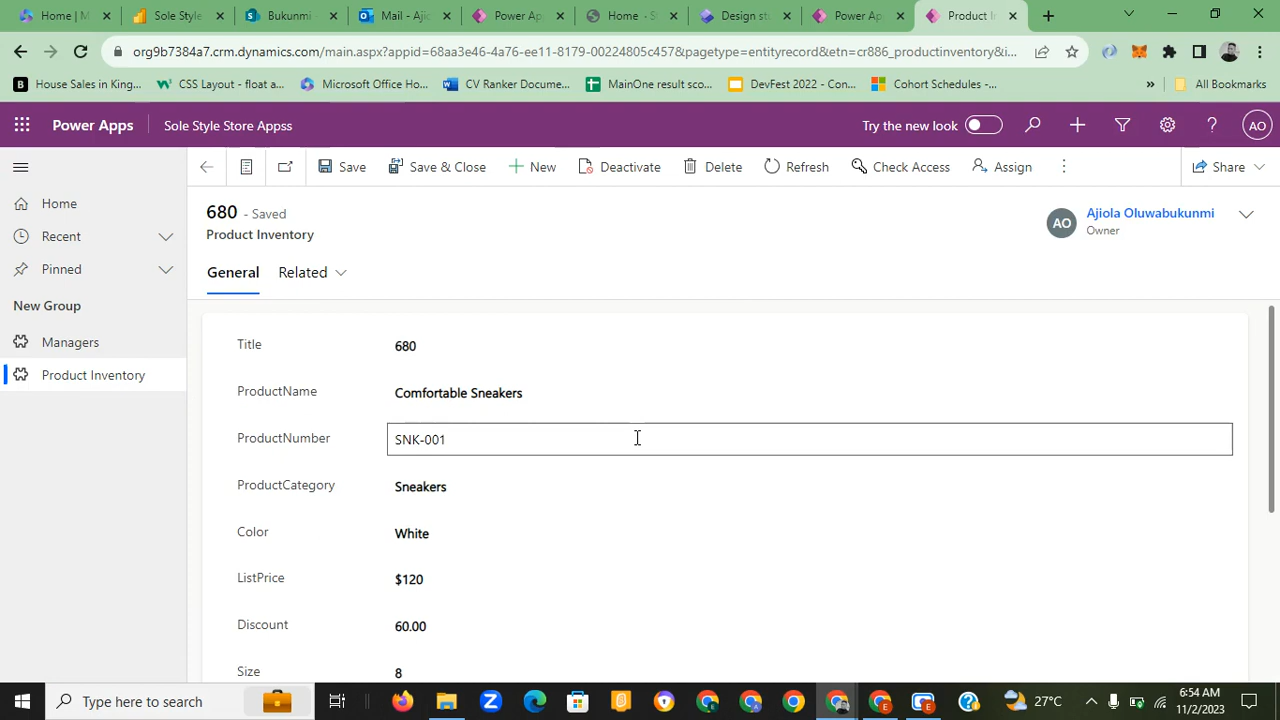 Home | M
Sole Style
Bukunmi -
Mail - Ajio
Power Ap
Home - S
Design stu
Power Ap
Product In
org9b7384a7.crm.dynamics.com/main.aspx?appid=68aa3e46-4a76-ee11-8179-00224805c457&pagetype=entityrecord&etn=cr886_productinventory&i...
House Sales in King...
CSS Layout - float a...
Microsoft Office Ho...
CV Ranker Docume...
MainOne result sco...
DevFest 2022 - Con...
Cohort Schedules -...
»
All Bookmarks
Power Apps
Sole Style Store Appss
Try the new look
AO
Save
Save & Close
New
Deactivate
Delete
Refresh
Check Access
Assign
Share
Home
Recent
Pinned
New Group
Managers
Product Inventory
680 - Saved
Product Inventory
AO
Ajiola Oluwabukunmi
Owner
General
Related
Title 680
ProductName Comfortable Sneakers
ProductNumber SNK-001
ProductCategory Sneakers
Color White
ListPrice $120
Discount 60.00
Size 8
Type here to search
27°C
6:54 AM
11/2/2023